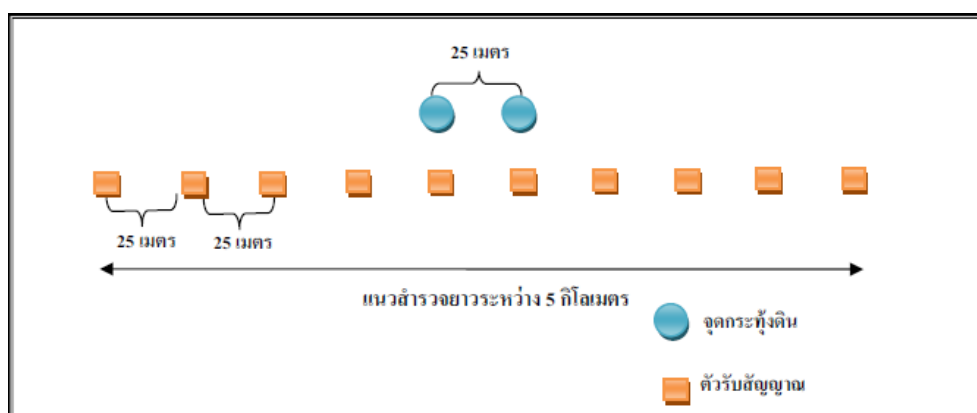 25 เมตร
25 เมตร
25 เมตร
แนวสำรวจยาวระหว่าง 5 กิโลเมตร
จุดกระทุ้งดิน
ตัวรับสัญญาณ